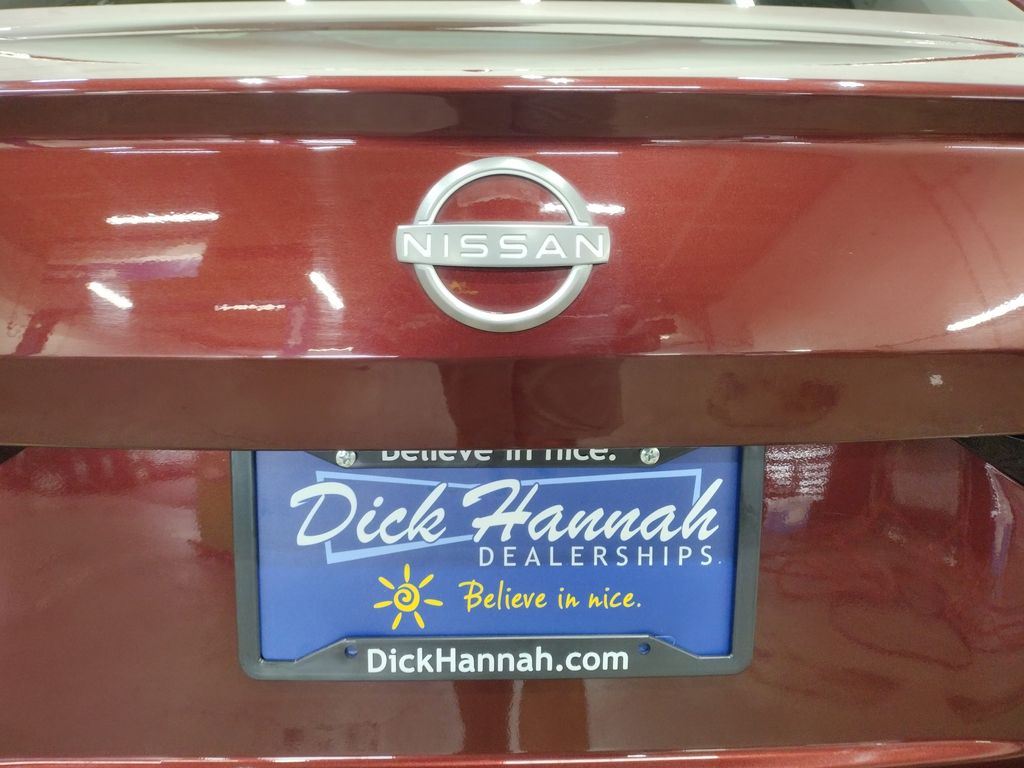 NISSAN
Believe in nice.
Dick Hannah
DEALERSHIPS.
Believe in nice.
DickHannah.com